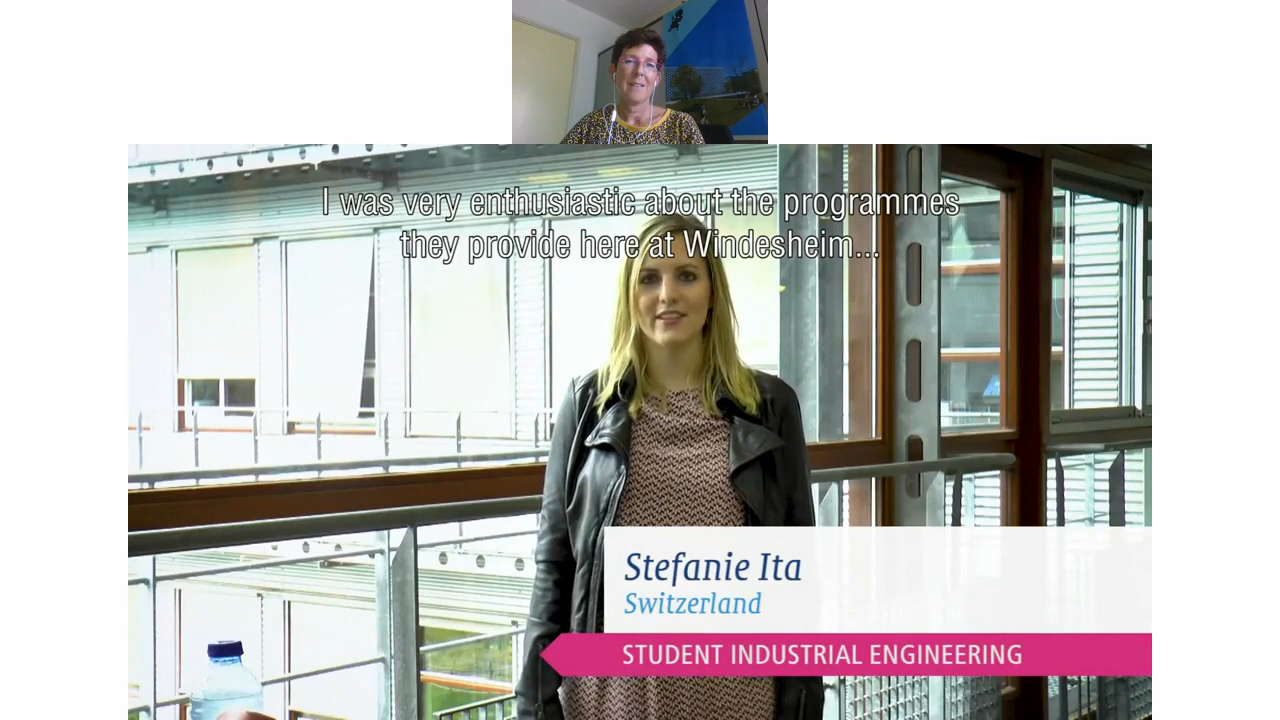 I was very enthusiastic about the programmes
they provide here at Windesheim...
Stefanie Ita
Switzerland
STUDENT INDUSTRIAL ENGINEERING